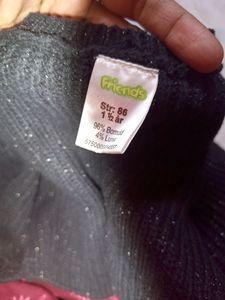 Friends
Str: 86
1 ½ år
96% Bomull
4% Lurex